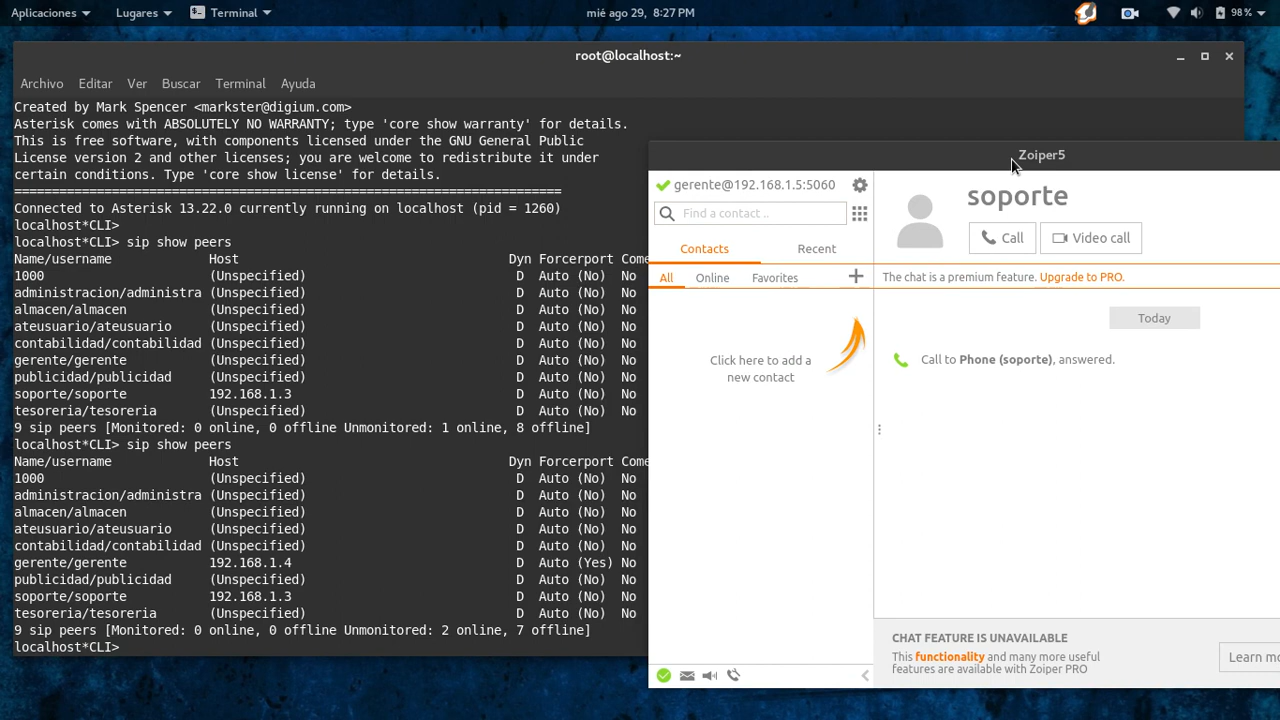 Aplicaciones Lugares Terminal mié ago 29, 8:27 PM 98%
root@localhost:~
Archivo Editar Ver Buscar Terminal Ayuda
Created by Mark Spencer <markster@digium.com>
Asterisk comes with ABSOLUTELY NO WARRANTY; type 'core show warranty' for details.
This is free software, with components licensed under the GNU General Public
License version 2 and other licenses; you are welcome to redistribute it under
certain conditions. Type 'core show license' for details.
=========================================================================
Connected to Asterisk 13.22.0 currently running on localhost (pid = 1260)
localhost*CLI>
localhost*CLI> sip show peers
Name/username Host Dyn Forcerport Come
1000 (Unspecified) D Auto (No) No
administracion/administra (Unspecified) D Auto (No) No
almacen/almacen (Unspecified) D Auto (No) No
ateusuario/ateusuario (Unspecified) D Auto (No) No
contabilidad/contabilidad (Unspecified) D Auto (No) No
gerente/gerente (Unspecified) D Auto (No) No
publicidad/publicidad (Unspecified) D Auto (No) No
soporte/soporte 192.168.1.3 D Auto (No) No
tesoreria/tesoreria (Unspecified) D Auto (No) No
9 sip peers [Monitored: 0 online, 0 offline Unmonitored: 1 online, 8 offline]
localhost*CLI> sip show peers
Name/username Host Dyn Forcerport Come
1000 (Unspecified) D Auto (No) No
administracion/administra (Unspecified) D Auto (No) No
almacen/almacen (Unspecified) D Auto (No) No
ateusuario/ateusuario (Unspecified) D Auto (No) No
contabilidad/contabilidad (Unspecified) D Auto (No) No
gerente/gerente 192.168.1.4 D Auto (Yes) No
publicidad/publicidad (Unspecified) D Auto (No) No
soporte/soporte 192.168.1.3 D Auto (No) No
tesoreria/tesoreria (Unspecified) D Auto (No) No
9 sip peers [Monitored: 0 online, 0 offline Unmonitored: 2 online, 7 offline]
localhost*CLI>
Zoiper5
gerente@192.168.1.5:5060
Find a contact ..
Contacts Recent
All Online Favorites
Click here to add a
new contact
soporte
Call Video call
The chat is a premium feature. Upgrade to PRO.
Today
Call to Phone (soporte), answered.
CHAT FEATURE IS UNAVAILABLE
This functionality and many more useful
features are available with Zoiper PRO
Learn mo